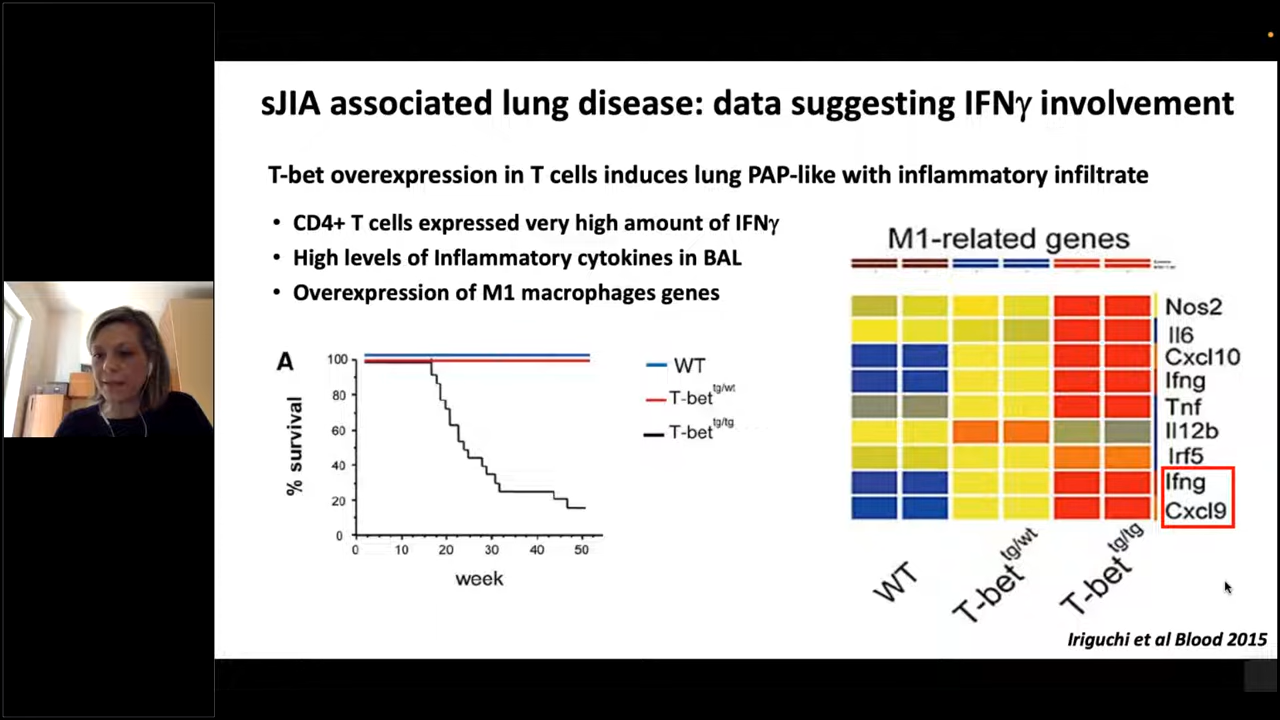 sJIA associated lung disease: data suggesting IFNγ involvement
T-bet overexpression in T cells induces lung PAP-like with inflammatory infiltrate
• CD4+ T cells expressed very high amount of IFNγ
• High levels of Inflammatory cytokines in BAL
• Overexpression of M1 macrophages genes
A
% survival
100
80
60
40
20
0
0 10 20 30 40 50
week
WT
T-bet tg/wt
T-bet tg/tg
M1-related genes
Nos2
Il6
Cxcl10
Ifng
Tnf
Il12b
Irf5
Ifng
Cxcl9
WT
T-bet tg/wt
T-bet tg/tg
Iriguchi et al Blood 2015